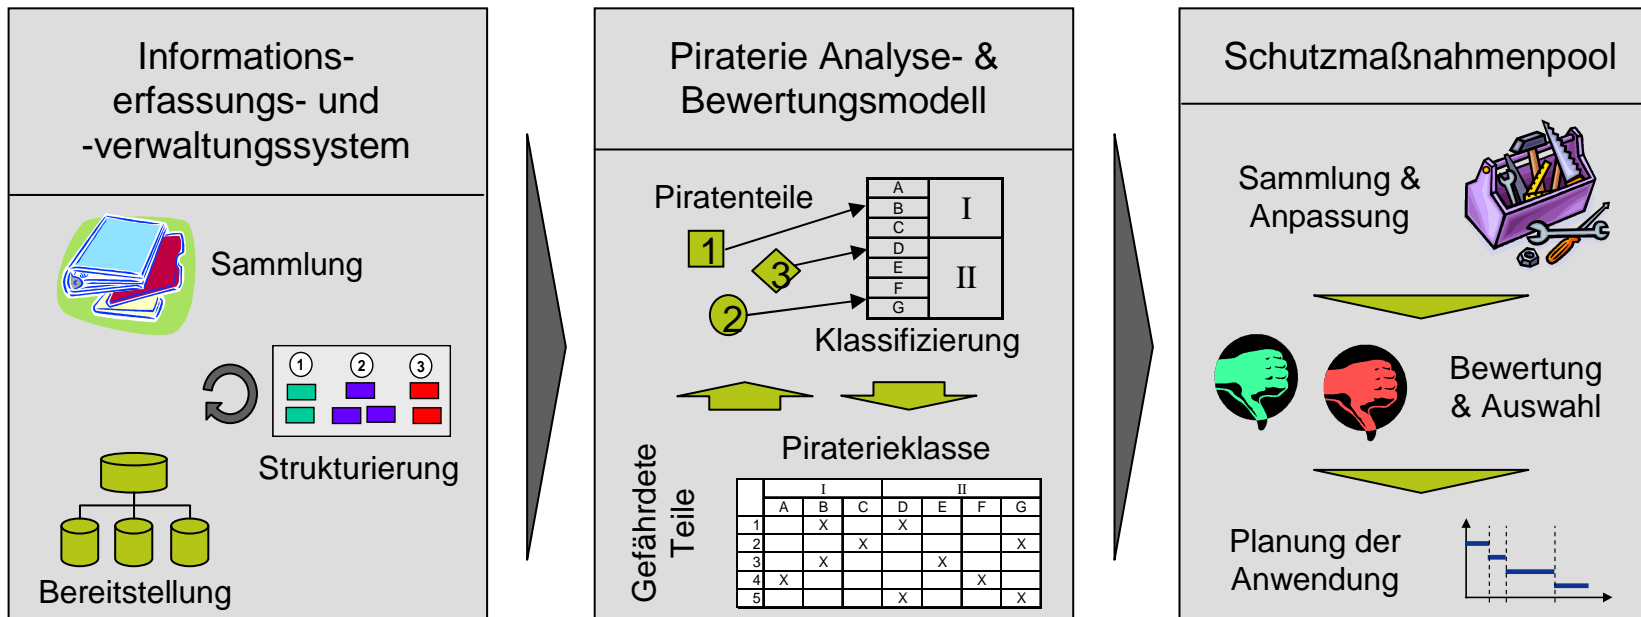 Informations-
erfassungs- und
-verwaltungssystem
Sammlung
1 2 3
Strukturierung
Bereitstellung
Piraterie Analyse- &
Bewertungsmodell
Piratenteile
1
3
2
A
B
C
D
E
F
G
I
II
Klassifizierung
Piraterieklasse
Gefährdete
Teile
I II
A B C D E F G
1 X X
2 X X
3 X X
4 X X
5 X X
Schutzmaßnahmenpool
Sammlung &
Anpassung
Bewertung
& Auswahl
Planung der
Anwendung